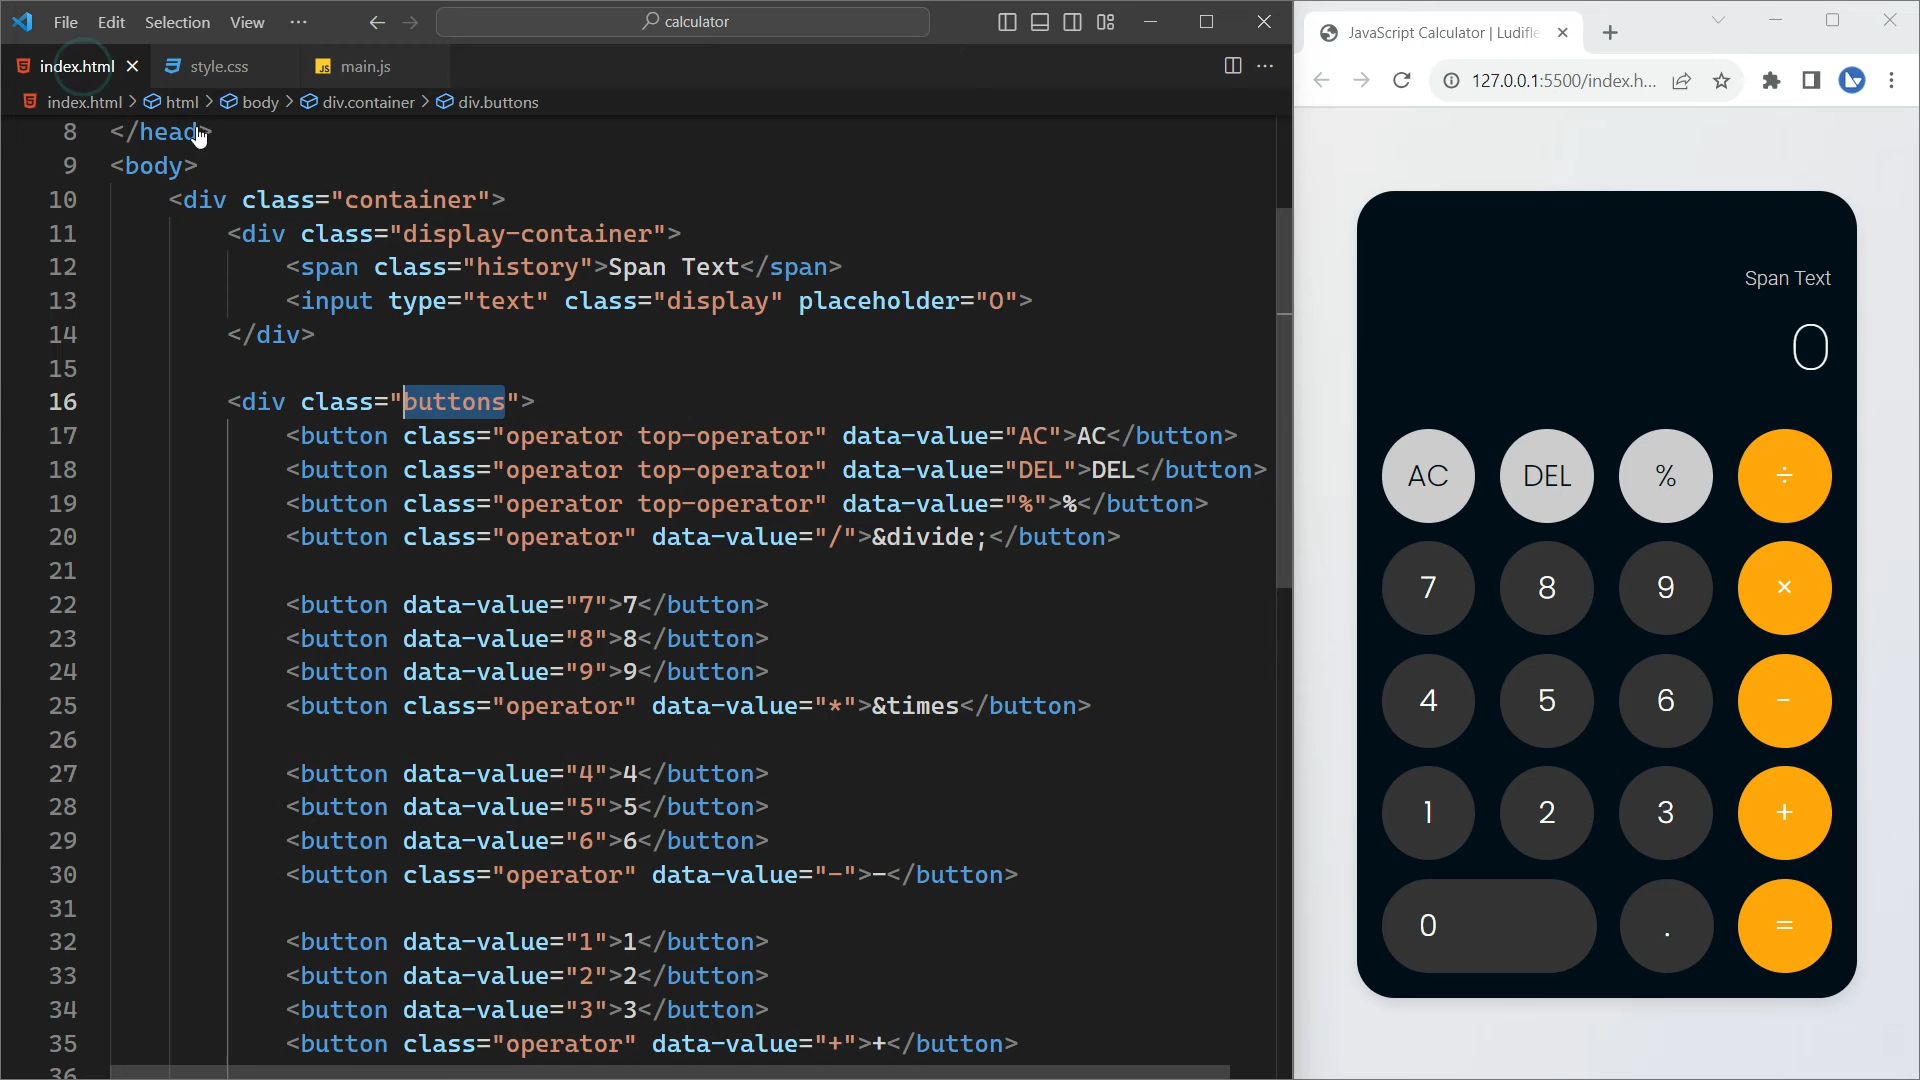 File Edit Selection View ··· calculator
index.html style.css main.js
index.html > html > body > div.container > div.buttons
8 </head>
9 <body>
10 <div class="container">
11 <div class="display-container">
12 <span class="history">Span Text</span>
13 <input type="text" class="display" placeholder="0">
14 </div>
15
16 <div class="buttons">
17 <button class="operator top-operator" data-value="AC">AC</button>
18 <button class="operator top-operator" data-value="DEL">DEL</button>
19 <button class="operator top-operator" data-value="%">%</button>
20 <button class="operator" data-value="/">&divide;</button>
21
22 <button data-value="7">7</button>
23 <button data-value="8">8</button>
24 <button data-value="9">9</button>
25 <button class="operator" data-value="*">&times</button>
26
27 <button data-value="4">4</button>
28 <button data-value="5">5</button>
29 <button data-value="6">6</button>
30 <button class="operator" data-value="-">-</button>
31
32 <button data-value="1">1</button>
33 <button data-value="2">2</button>
34 <button data-value="3">3</button>
35 <button class="operator" data-value="+">+</button>
36
JavaScript Calculator | Ludifle
127.0.0.1:5500/index.h...
Span Text
0
AC DEL % ÷
7 8 9 ×
4 5 6 -
1 2 3 +
0 . =